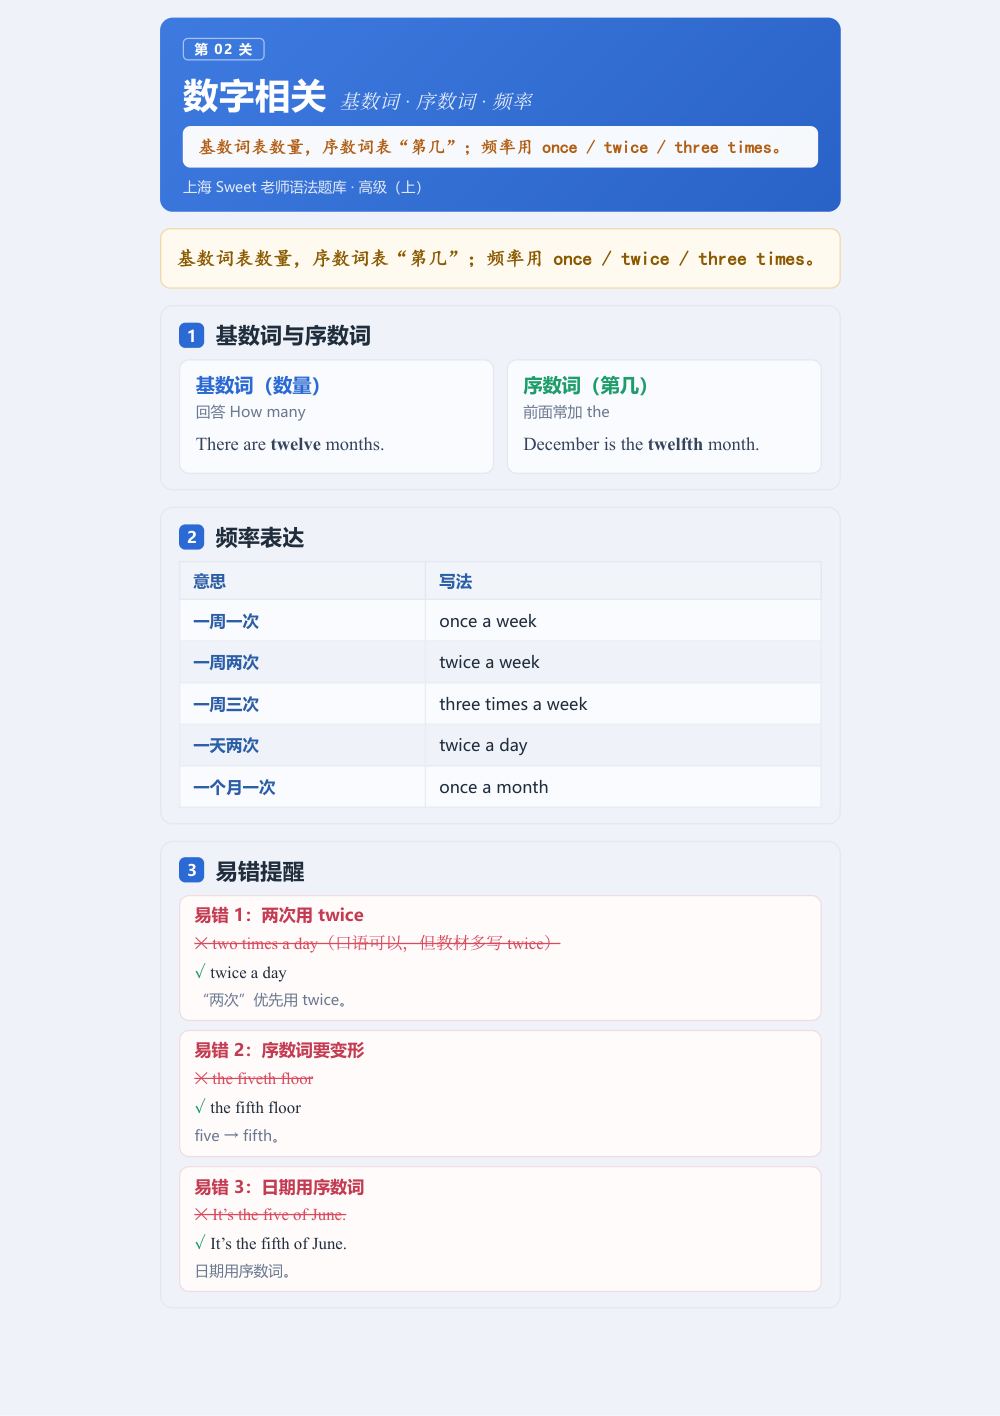 第 02 关
数字相关 基数词 · 序数词 · 频率
基数词表数量，序数词表“第几”；频率用 once / twice / three times。
上海 Sweet 老师语法题库 · 高级（上）
基数词表数量，序数词表“第几”；频率用 once / twice / three times。
1 基数词与序数词
基数词（数量）
回答 How many
There are twelve months.
序数词（第几）
前面常加 the
December is the twelfth month.
2 频率表达
意思 写法
一周一次 once a week
一周两次 twice a week
一周三次 three times a week
一天两次 twice a day
一个月一次 once a month
3 易错提醒
易错 1：两次用 twice
✕ two times a day（口语可以，但教材多写 twice）
✓ twice a day
“两次”优先用 twice。
易错 2：序数词要变形
✕ the fiveth floor
✓ the fifth floor
five → fifth。
易错 3：日期用序数词
✕ It’s the five of June.
✓ It’s the fifth of June.
日期用序数词。